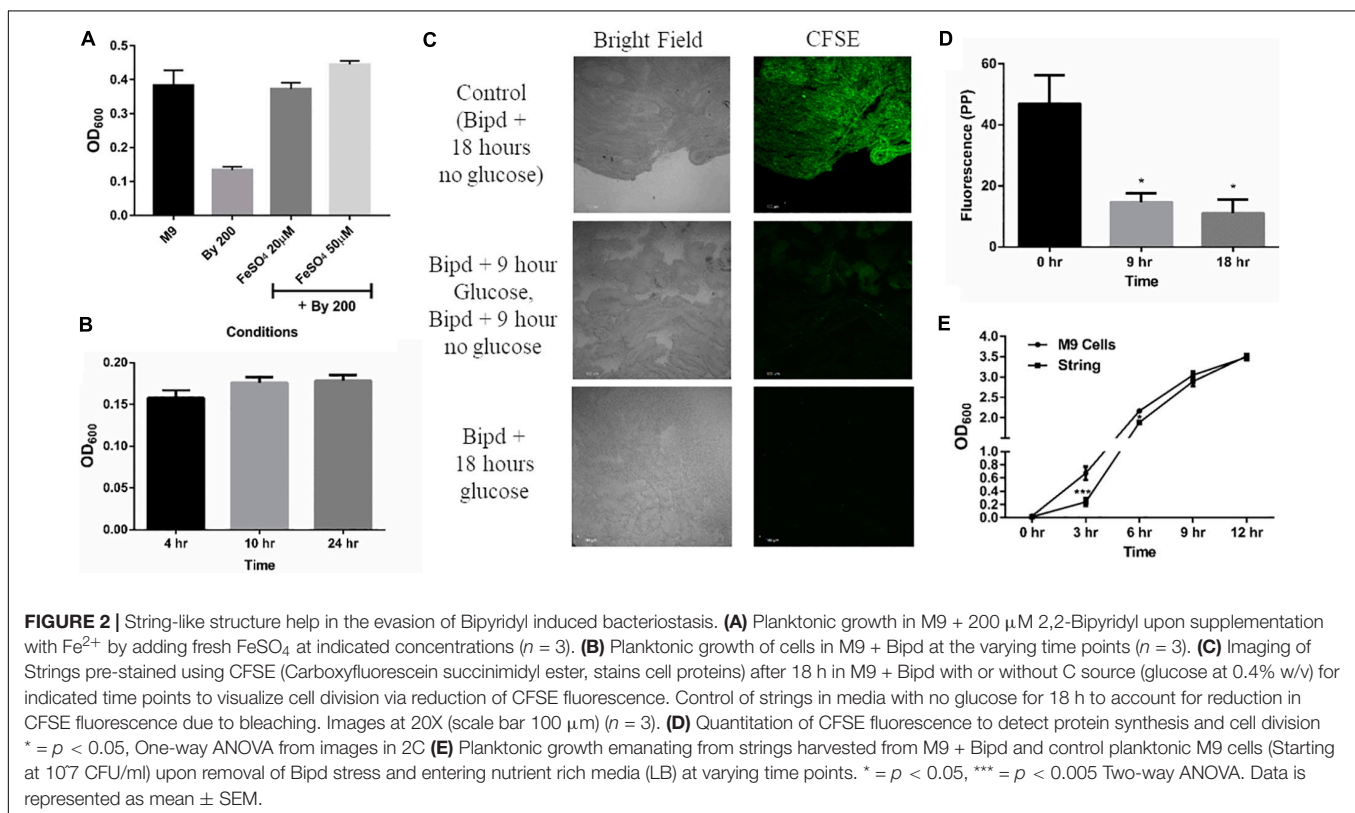 A
0.5
0.4
0.3
0.2
0.1
0.0
OD600
M9
By 200
FeSO4 20μM
FeSO4 50μM
+ By 200
Conditions
B
0.20
0.15
0.10
0.05
0.00
OD600
4 hr 10 hr 24 hr
Time
C
Bright Field CFSE
Control
(Bipd +
18 hours
no glucose)
Bipd + 9 hour
Glucose,
Bipd + 9 hour
no glucose
Bipd +
18 hours
glucose
D
60
40
20
0
Fluorescence (PP)
* *
0 hr 9 hr 18 hr
Time
E
M9 Cells
String
3.5
3.0
2.5
2.0
1.0
0.8
0.6
0.4
0.2
0.0
OD600
***
*
0 hr 3 hr 6 hr 9 hr 12 hr
Time
FIGURE 2 | String-like structure help in the evasion of Bipyridyl induced bacteriostasis. (A) Planktonic growth in M9 + 200 μM 2,2-Bipyridyl upon supplementation
with Fe2+ by adding fresh FeSO4 at indicated concentrations (n = 3). (B) Planktonic growth of cells in M9 + Bipd at the varying time points (n = 3). (C) Imaging of
Strings pre-stained using CFSE (Carboxyfluorescein succinimidyl ester, stains cell proteins) after 18 h in M9 + Bipd with or without C source (glucose at 0.4% w/v) for
indicated time points to visualize cell division via reduction of CFSE fluorescence. Control of strings in media with no glucose for 18 h to account for reduction in
CFSE fluorescence due to bleaching. Images at 20X (scale bar 100 μm) (n = 3). (D) Quantitation of CFSE fluorescence to detect protein synthesis and cell division
* = p < 0.05, One-way ANOVA from images in 2C (E) Planktonic growth emanating from strings harvested from M9 + Bipd and control planktonic M9 cells (Starting
at 10˜7 CFU/ml) upon removal of Bipd stress and entering nutrient rich media (LB) at varying time points. * = p < 0.05, *** = p < 0.005 Two-way ANOVA. Data is
represented as mean ± SEM.